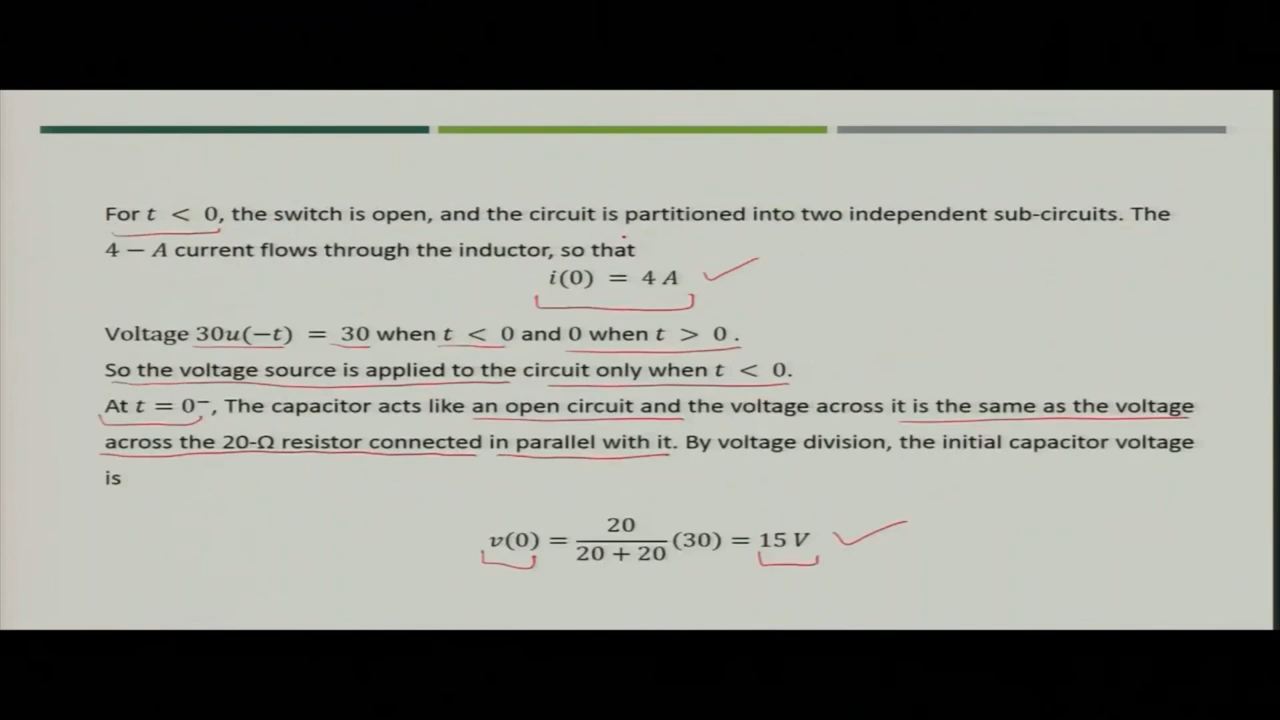 For t < 0, the switch is open, and the circuit is partitioned into two independent sub-circuits. The
4 − A current flows through the inductor, so that
i(0) = 4 A
Voltage 30u(−t) = 30 when t < 0 and 0 when t > 0 .
So the voltage source is applied to the circuit only when t < 0.
At t = 0⁻, The capacitor acts like an open circuit and the voltage across it is the same as the voltage
across the 20-Ω resistor connected in parallel with it. By voltage division, the initial capacitor voltage
is
v(0) = 20/(20 + 20) (30) = 15 V